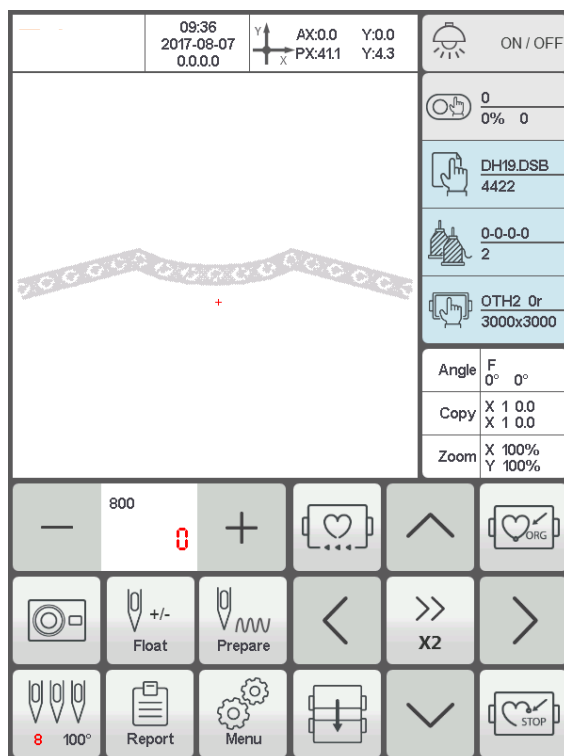 09:36
2017-08-07
0.0.0.0
Y
X
AX:0.0 Y:0.0
PX:41.1 Y:4.3
ON / OFF
0
0% 0
DH19.DSB
4422
0-0-0-0
2
OTH2 0r
3000x3000
Angle F
0° 0°
Copy X 1 0.0
X 1 0.0
Zoom X 100%
Y 100%
800
0
ORG
+/-
Float
Prepare
X2
8 100°
Report
Menu
STOP